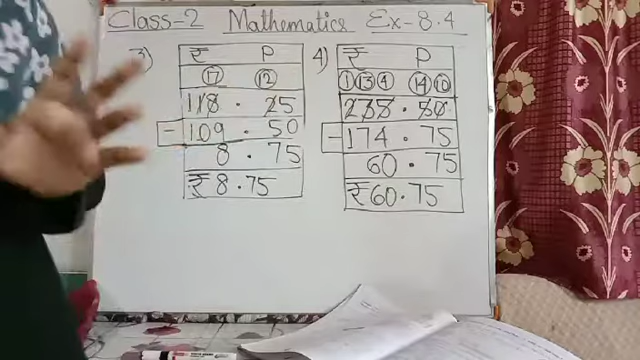 Class-2 Mathematics Ex-8.4
3) ₹ P
⑰ ⑫
118 . 25
- 109 . 50
8 . 75
₹ 8 . 75
4) ₹ P
① ⑬ ④ ⑭ ⑩
235 . 50
- 174 . 75
60 . 75
₹ 60 . 75